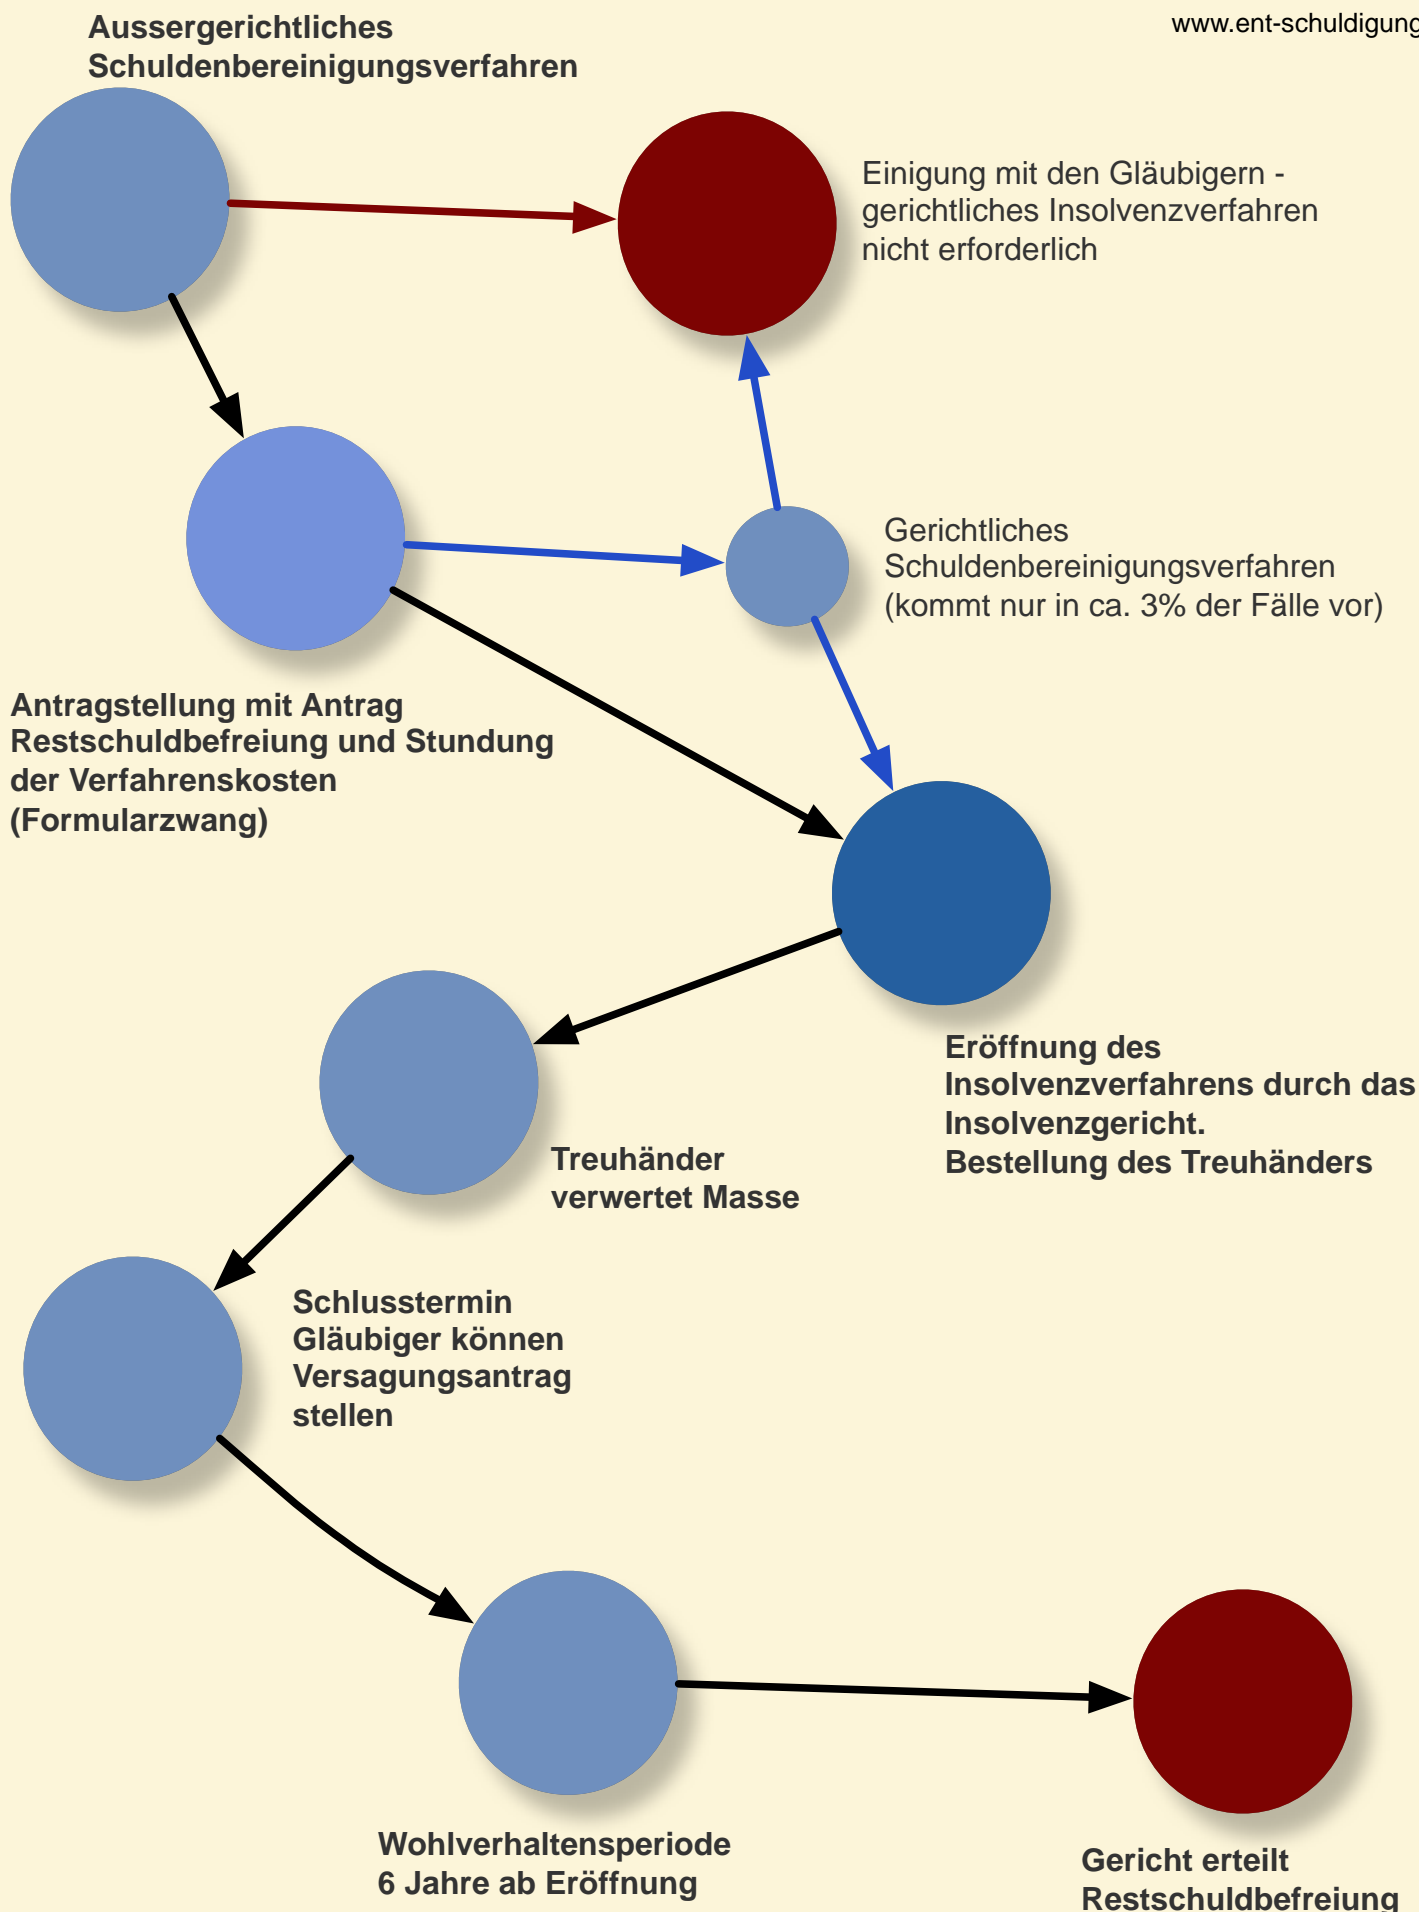 Aussergerichtliches
Schuldenbereinigungsverfahren
www.ent-schuldigung
Einigung mit den Gläubigern -
gerichtliches Insolvenzverfahren
nicht erforderlich
Gerichtliches
Schuldenbereinigungsverfahren
(kommt nur in ca. 3% der Fälle vor)
Antragstellung mit Antrag
Restschuldbefreiung und Stundung
der Verfahrenskosten
(Formularzwang)
Eröffnung des
Insolvenzverfahrens durch das
Insolvenzgericht.
Bestellung des Treuhänders
Treuhänder
verwertet Masse
Schlusstermin
Gläubiger können
Versagungsantrag
stellen
Wohlverhaltensperiode
6 Jahre ab Eröffnung
Gericht erteilt
Restschuldbefreiung